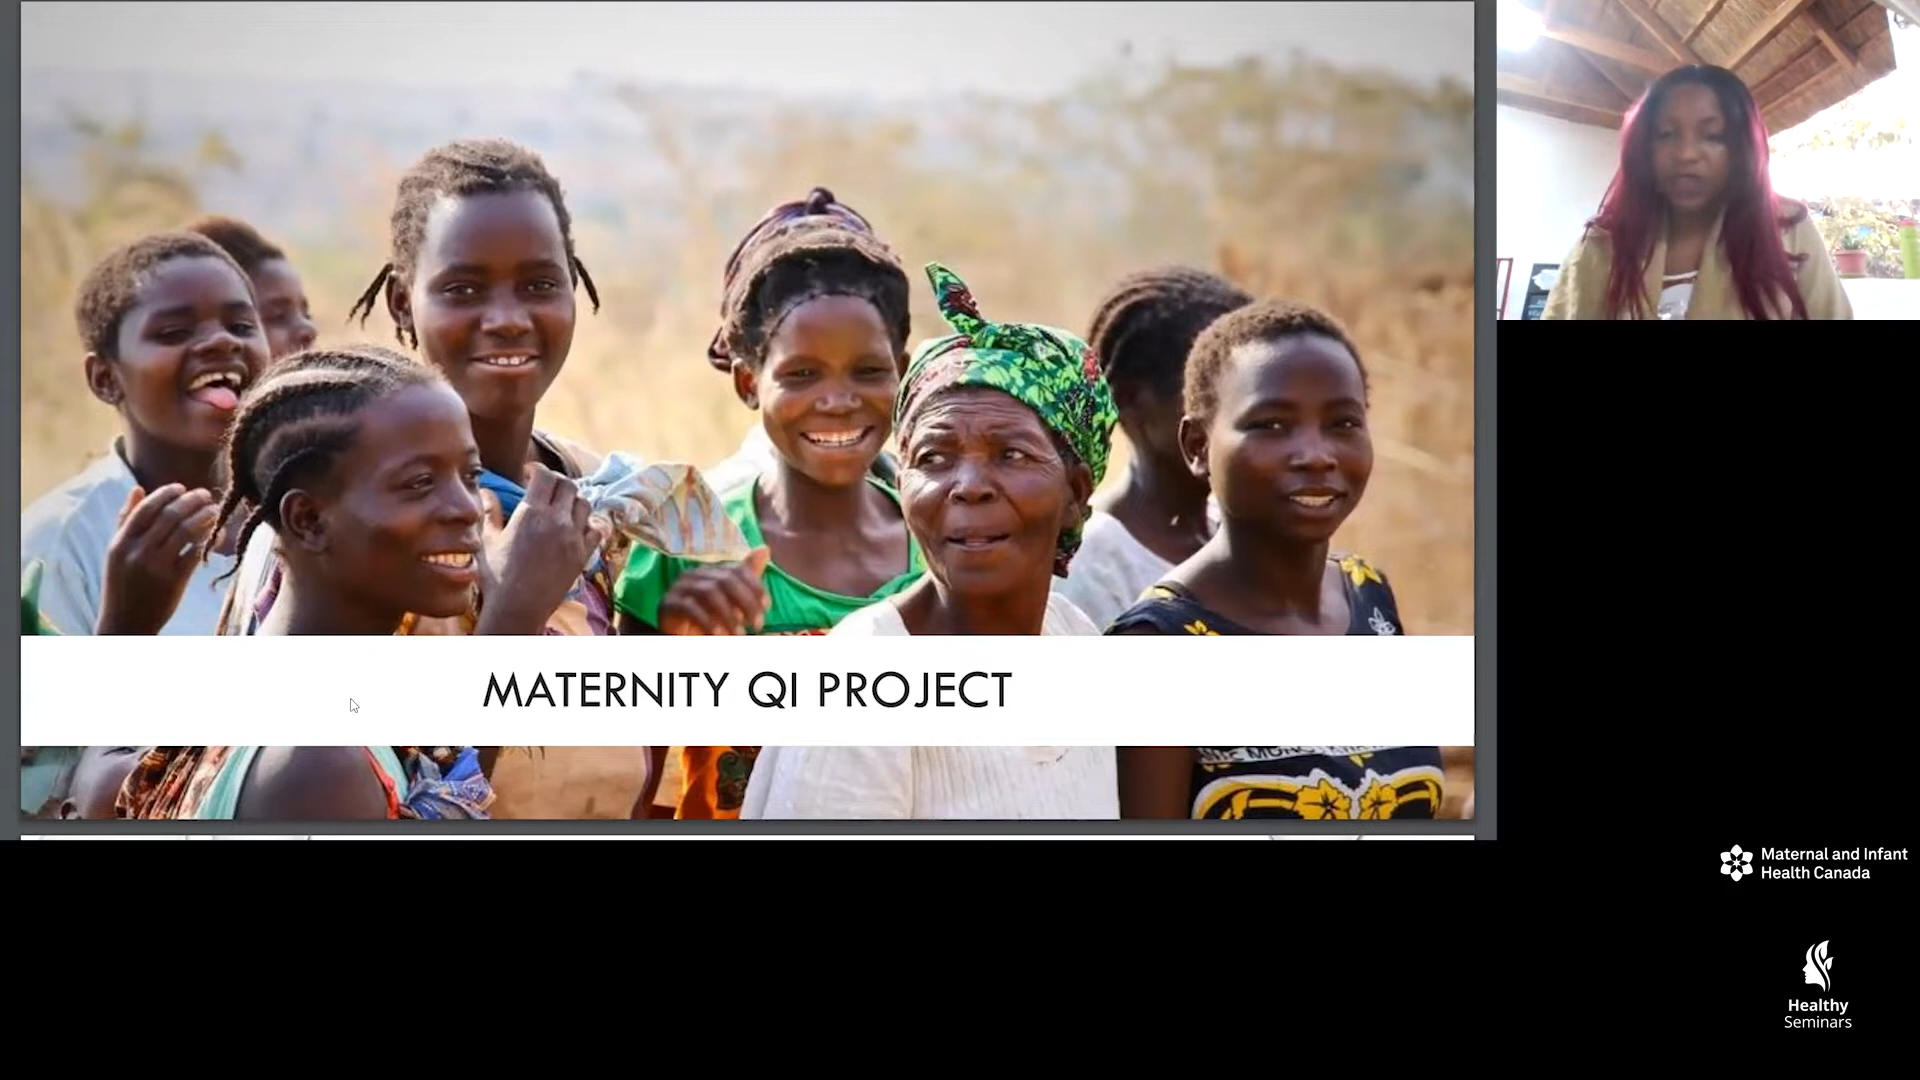 MATERNITY QI PROJECT
Maternal and Infant
Health Canada
Healthy
Seminars